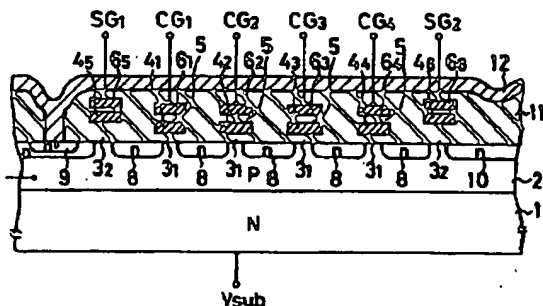 SG₁ CG₁ CG₂ CG₃ CG₄ SG₂
4₅ 6₅ 4₁ 6₁ 5 4₂ 6₂ 5 4₃ 6₃ 5 4₄ 6₄ 5 4₆ 6₆ 12
11
n n n n n n n
9 3₂ 8 3₁ 8 P 3₁ 8 3₁ 8 3₁ 8 3₂ 10 2
N 1
Vsub